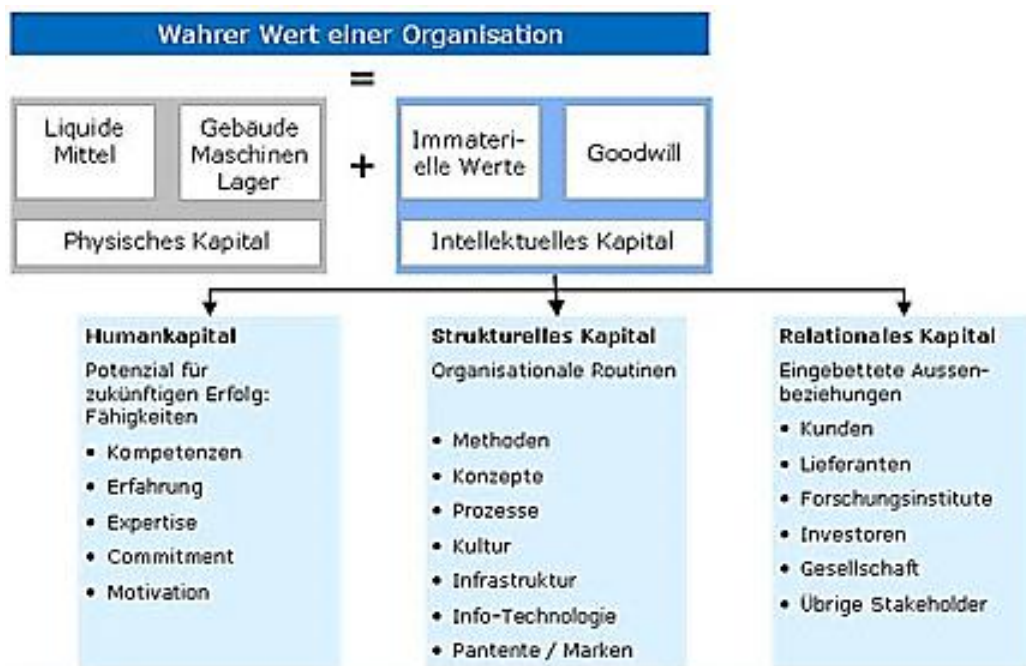 Wahrer Wert einer Organisation
=
Liquide
Mittel
Gebäude
Maschinen
Lager
Physisches Kapital
+
Immateri-
elle Werte
Goodwill
Intellektuelles Kapital
Humankapital
Potenzial für
zukünftigen Erfolg:
Fähigkeiten
• Kompetenzen
• Erfahrung
• Expertise
• Commitment
• Motivation
Strukturelles Kapital
Organisationale Routinen
• Methoden
• Konzepte
• Prozesse
• Kultur
• Infrastruktur
• Info-Technologie
• Pantente / Marken
Relationales Kapital
Eingebettete Aussen-
beziehungen
• Kunden
• Lieferanten
• Forschungsinstitute
• Investoren
• Gesellschaft
• Übrige Stakeholder